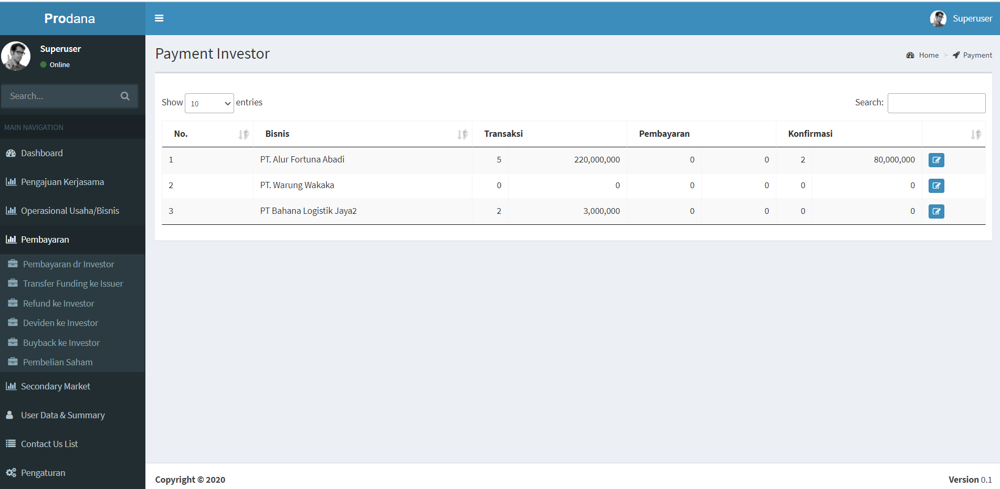 Prodana
Superuser
Superuser
Online
Search...
MAIN NAVIGATION
Dashboard
Pengajuan Kerjasama
Operasional Usaha/Bisnis
Pembayaran
Pembayaran dr Investor
Transfer Funding ke Issuer
Refund ke Investor
Deviden ke Investor
Buyback ke Investor
Pembelian Saham
Secondary Market
User Data & Summary
Contact Us List
Pengaturan
Payment Investor
Home > Payment
Show 10 entries
Search:
No. Bisnis Transaksi Pembayaran Konfirmasi
1 PT. Alur Fortuna Abadi 5 220,000,000 0 0 2 80,000,000
2 PT. Warung Wakaka 0 0 0 0 0 0
3 PT Bahana Logistik Jaya2 2 3,000,000 0 0 0 0
Copyright © 2020
Version 0.1